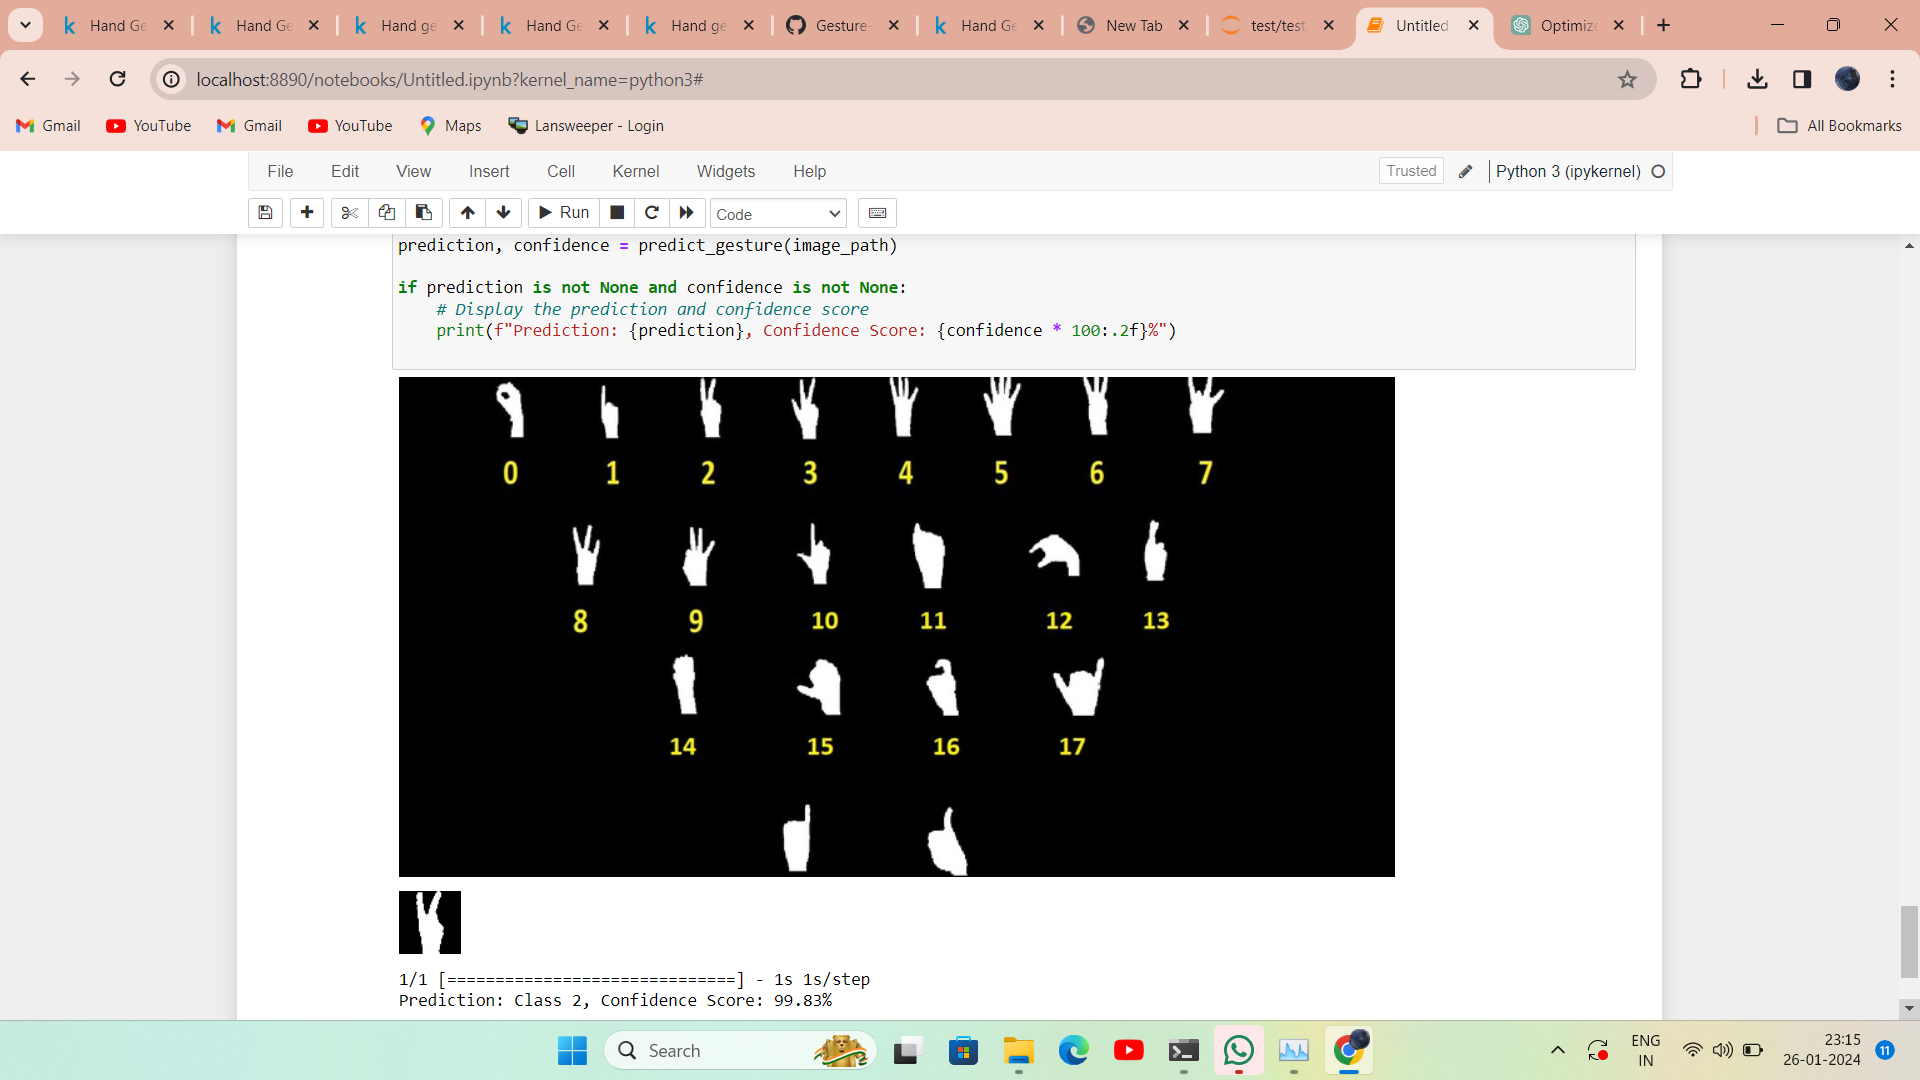 Hand Ge
Hand Ge
Hand ge
Hand Ge
Hand ge
Gesture-
Hand Ge
New Tab
test/test.
Untitled
Optimize
localhost:8890/notebooks/Untitled.ipynb?kernel_name=python3#
Gmail
YouTube
Gmail
YouTube
Maps
Lansweeper - Login
All Bookmarks
File Edit View Insert Cell Kernel Widgets Help
Trusted
Python 3 (ipykernel)
Run
Code
prediction, confidence = predict_gesture(image_path)
if prediction is not None and confidence is not None:
# Display the prediction and confidence score
print(f"Prediction: {prediction}, Confidence Score: {confidence * 100:.2f}%")
0 1 2 3 4 5 6 7
8 9 10 11 12 13
14 15 16 17
1/1 [==============================] - 1s 1s/step
Prediction: Class 2, Confidence Score: 99.83%
Search
ENG
IN
23:15
26-01-2024
11